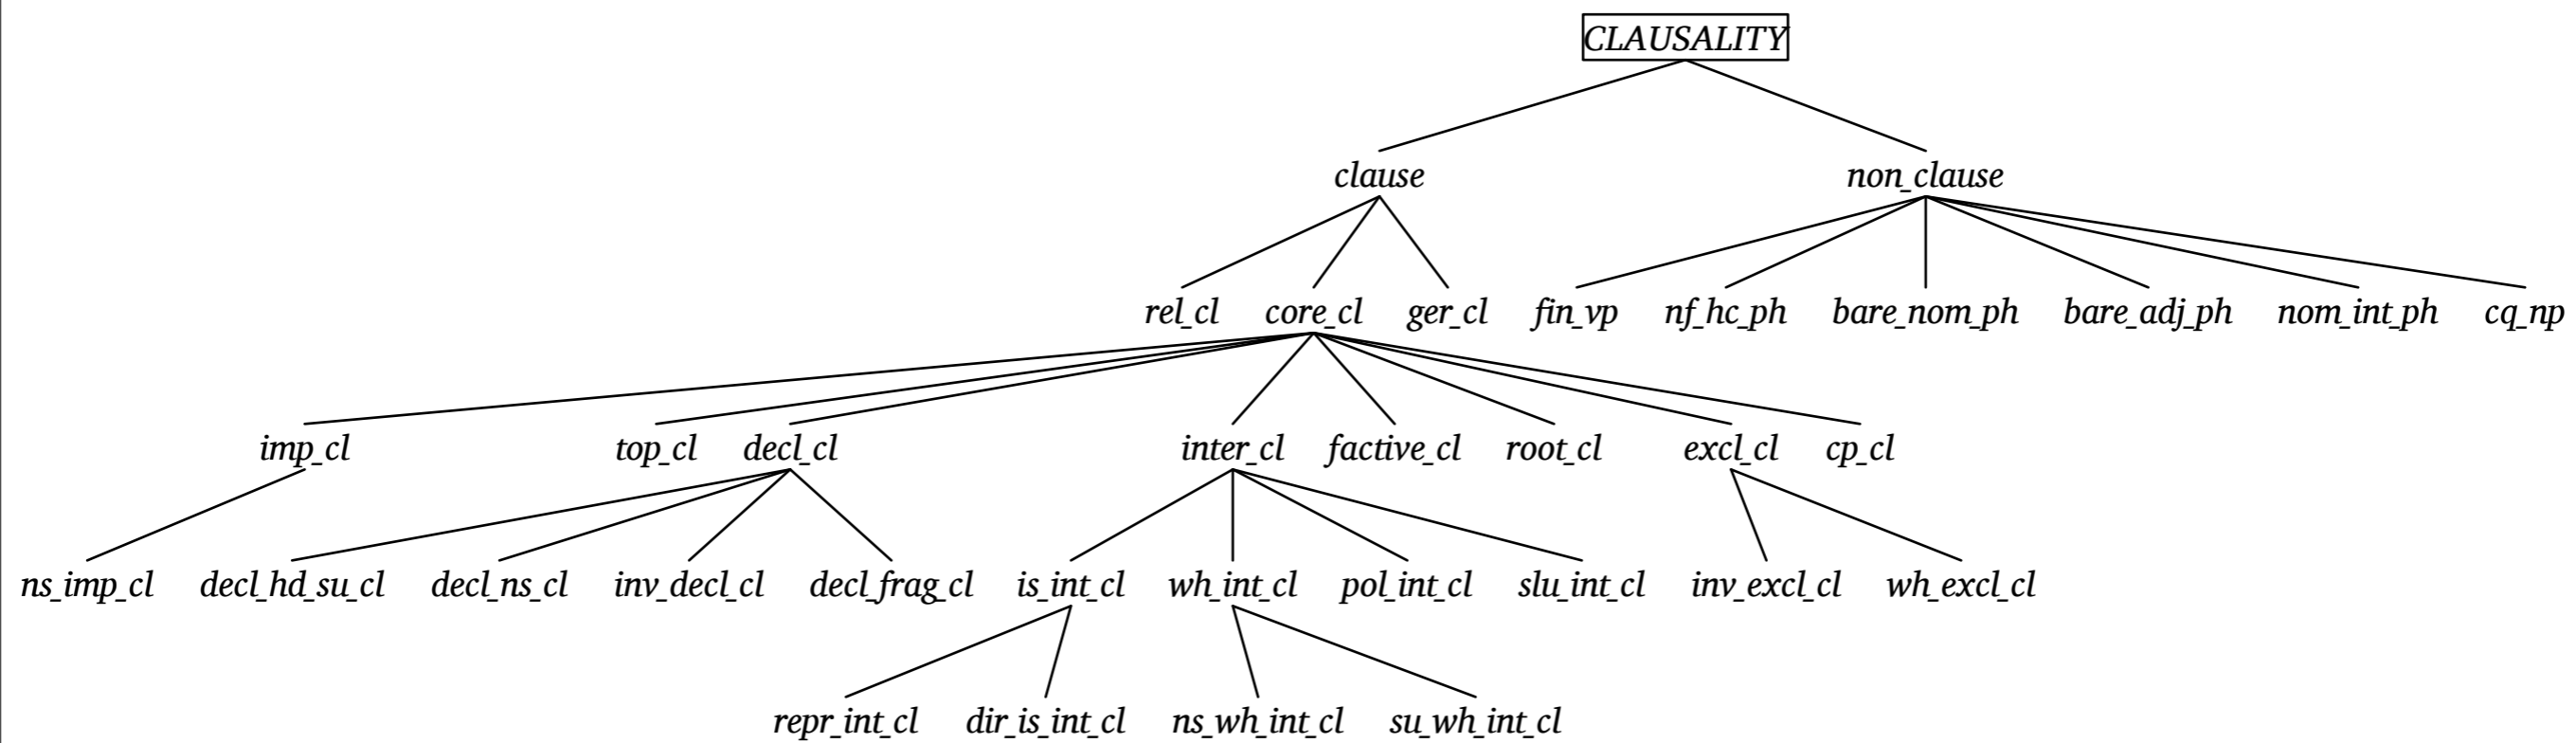 CLAUSALITY
clause non_clause
rel_cl core_cl ger_cl fin_vp nf_hc_ph bare_nom_ph bare_adj_ph nom_int_ph cq_np
imp_cl top_cl decl_cl inter_cl factive_cl root_cl excl_cl cp_cl
ns_imp_cl decl_hd_su_cl decl_ns_cl inv_decl_cl decl_frag_cl is_int_cl wh_int_cl pol_int_cl slu_int_cl inv_excl_cl wh_excl_cl
repr_int_cl dir_is_int_cl ns_wh_int_cl su_wh_int_cl